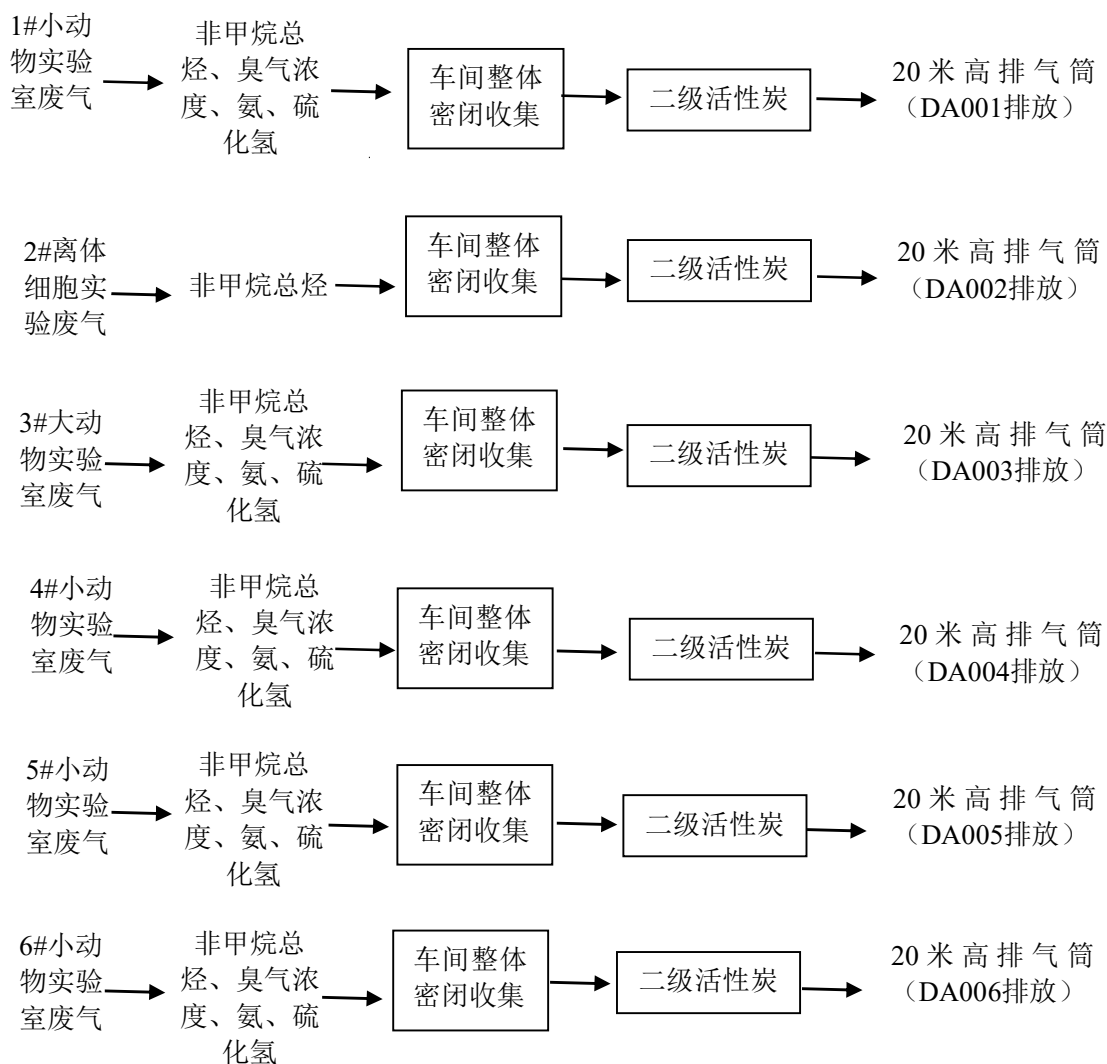 1#小动
物实验
室废气
非甲烷总
烃、臭气浓
度、氨、硫
化氢
车间整体
密闭收集
二级活性炭
20 米 高 排 气 筒
（DA001排放）
2#离体
细胞实
验废气
非甲烷总烃
车间整体
密闭收集
二级活性炭
20 米 高 排 气 筒
（DA002排放）
3#大动
物实验
室废气
非甲烷总
烃、臭气浓
度、氨、硫
化氢
车间整体
密闭收集
二级活性炭
20 米 高 排 气 筒
（DA003排放）
4#小动
物实验
室废气
非甲烷总
烃、臭气浓
度、氨、硫
化氢
车间整体
密闭收集
二级活性炭
20 米 高 排 气 筒
（DA004排放）
5#小动
物实验
室废气
非甲烷总
烃、臭气浓
度、氨、硫
化氢
车间整体
密闭收集
二级活性炭
20 米 高 排 气 筒
（DA005排放）
6#小动
物实验
室废气
非甲烷总
烃、臭气浓
度、氨、硫
化氢
车间整体
密闭收集
二级活性炭
20 米 高 排 气 筒
（DA006排放）